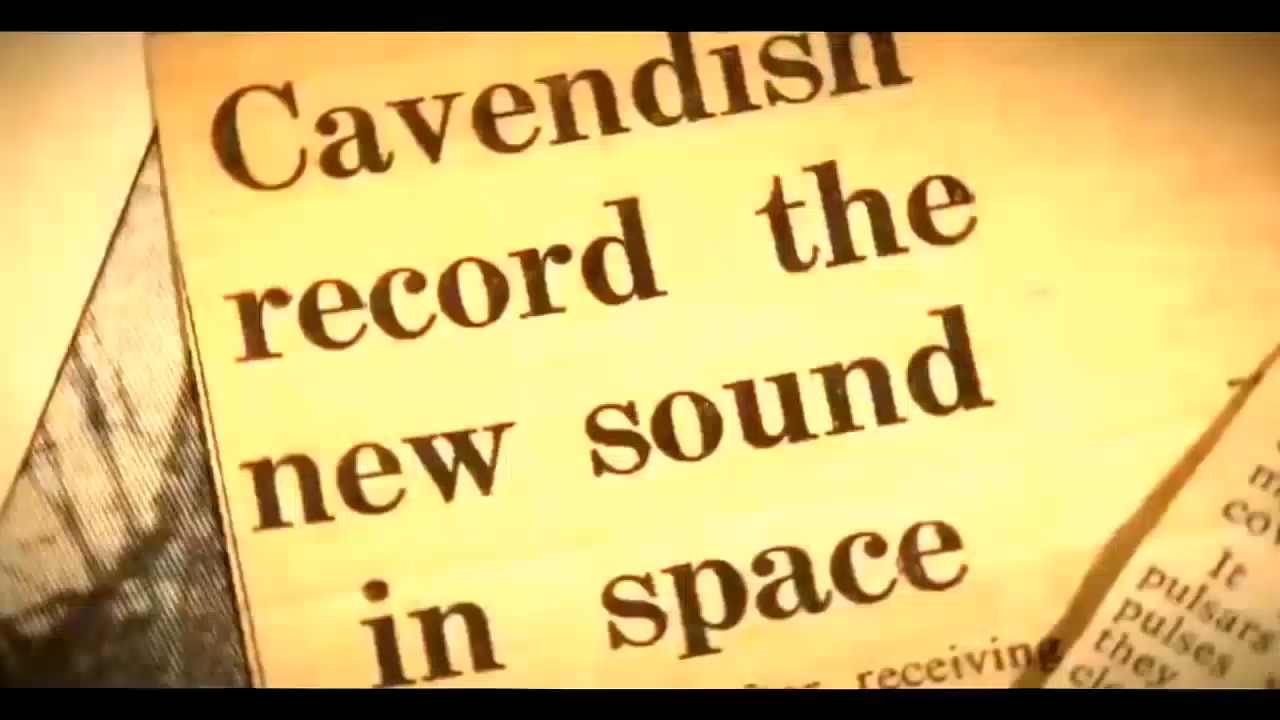 Cavendish
record the
new sound
in space
receiving
It
pulsars
pulses
they